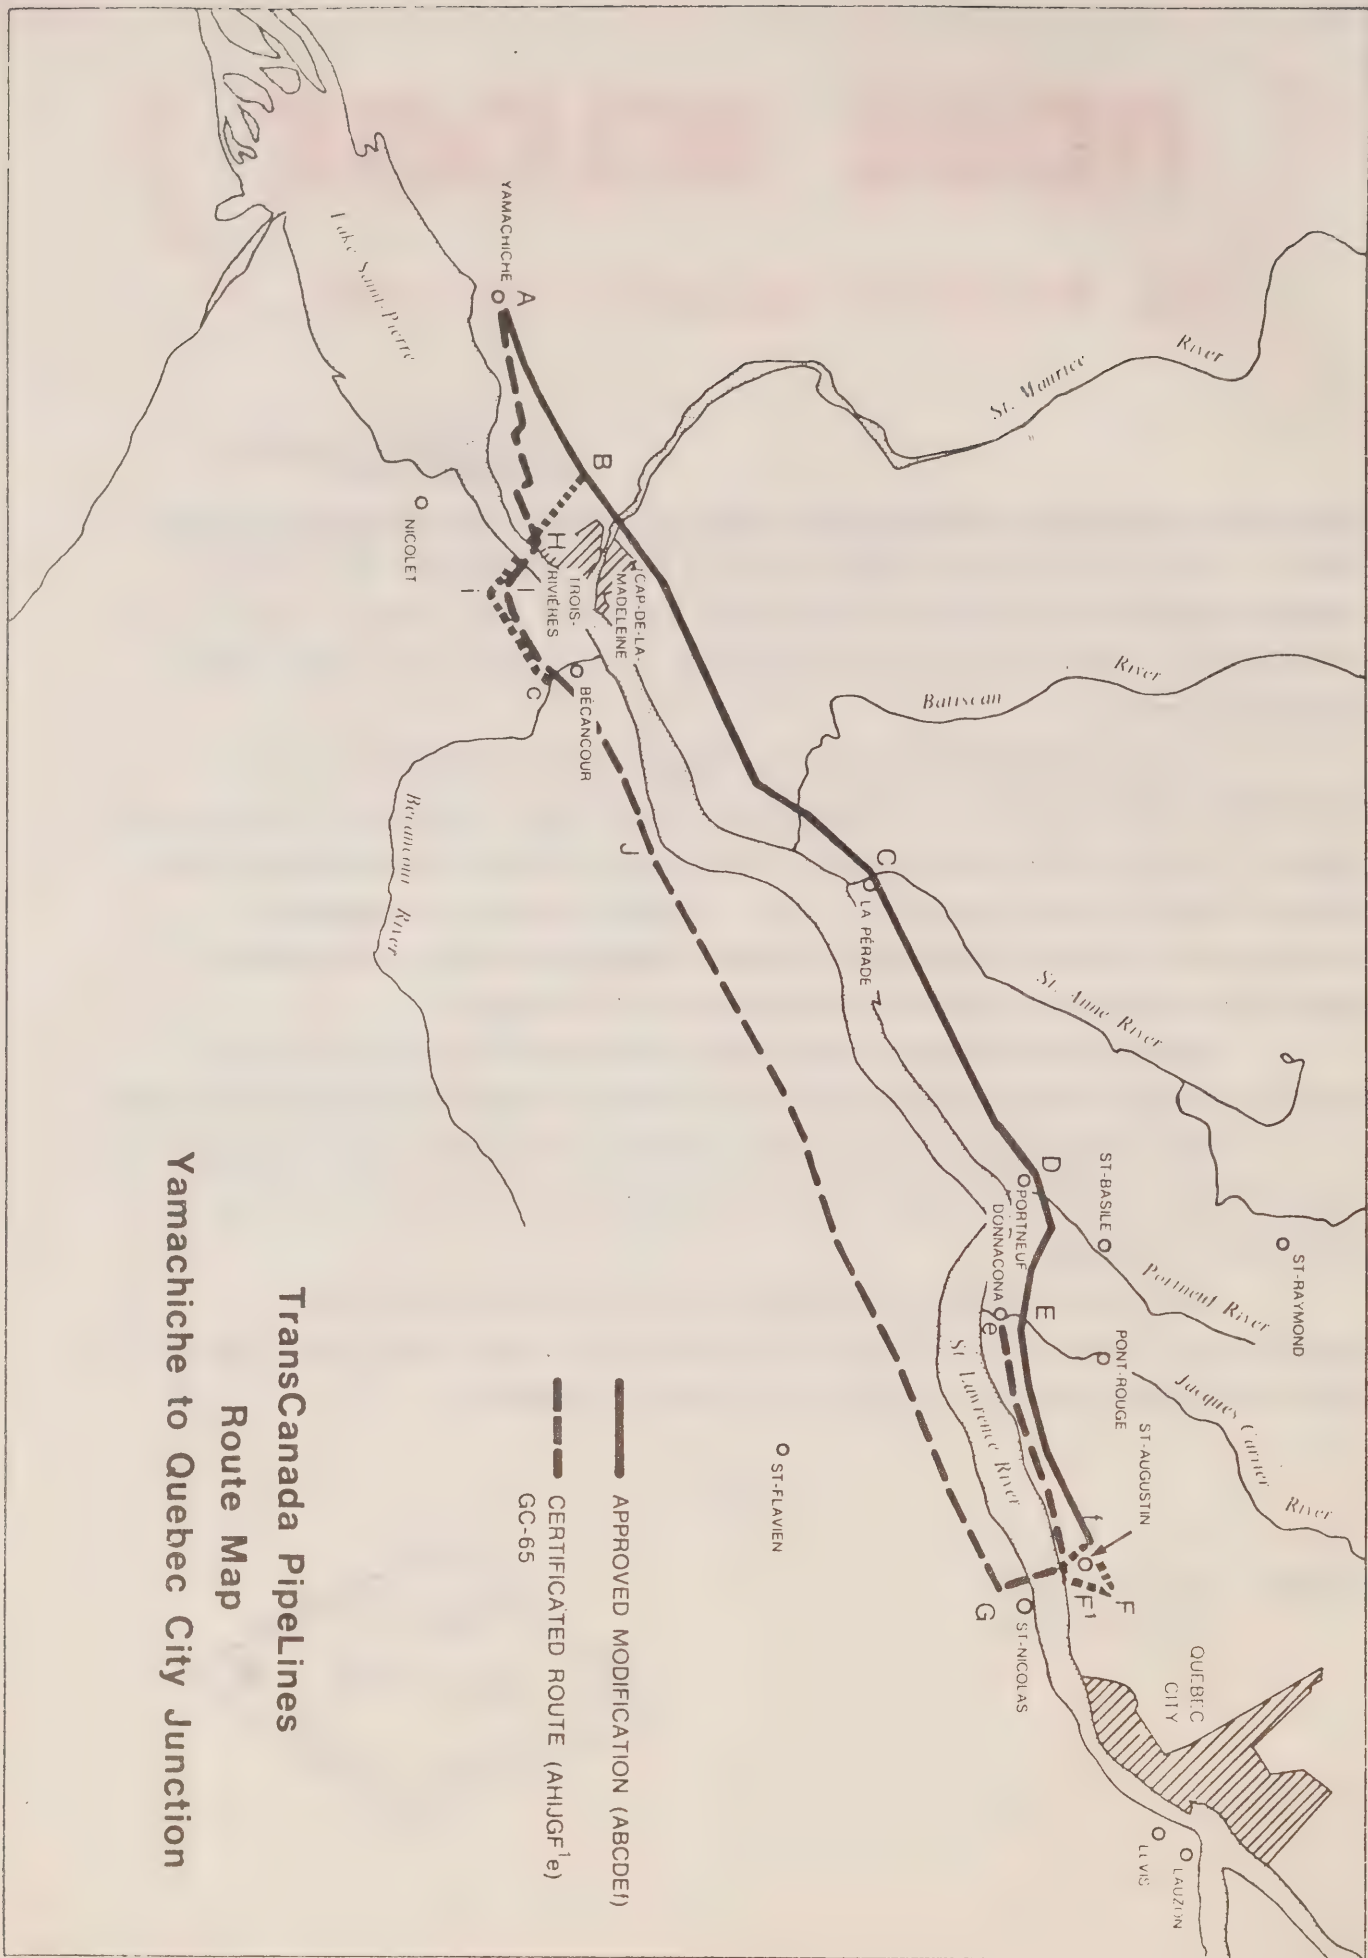 QUEBEC
CITY
LAUZON
LEVIS
ST-RAYMOND
ST-BASILE
Portneuf River
PONT-ROUGE
Jacques Cartier
River
ST-AUGUSTIN
F
F¹
f
ST-NICOLAS
G
St. Lawrence River
E
e
DONNACONA
PORTNEUF
D
St. Anne River
C
LA PÉRADE
Batiscan
River
St. Maurice
River
CAP-DE-LA-
MADELEINE
TROIS-
RIVIÈRES
B
H
I
i
C
BÉCANCOUR
J
Bécancour River
NICOLET
A
YAMACHICHE
Lake Saint-Pierre
ST-FLAVIEN
APPROVED MODIFICATION (ABCDEf)
CERTIFICATED ROUTE (AHIJGF¹e)
GC-65
TransCanada PipeLines
Route Map
Yamachiche to Quebec City Junction